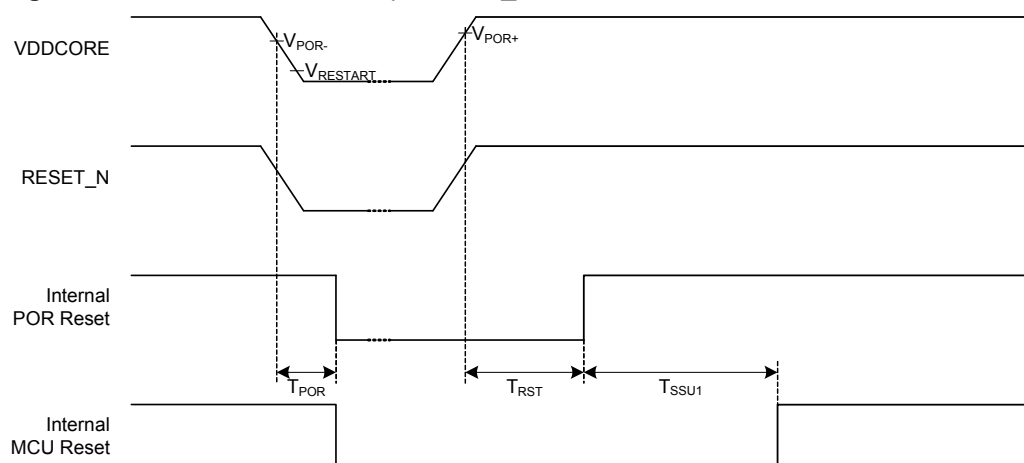 VDDCORE
VPOR-
VPOR+
VRESTART
RESET_N
Internal
POR Reset
TPOR
TRST
TSSU1
Internal
MCU Reset